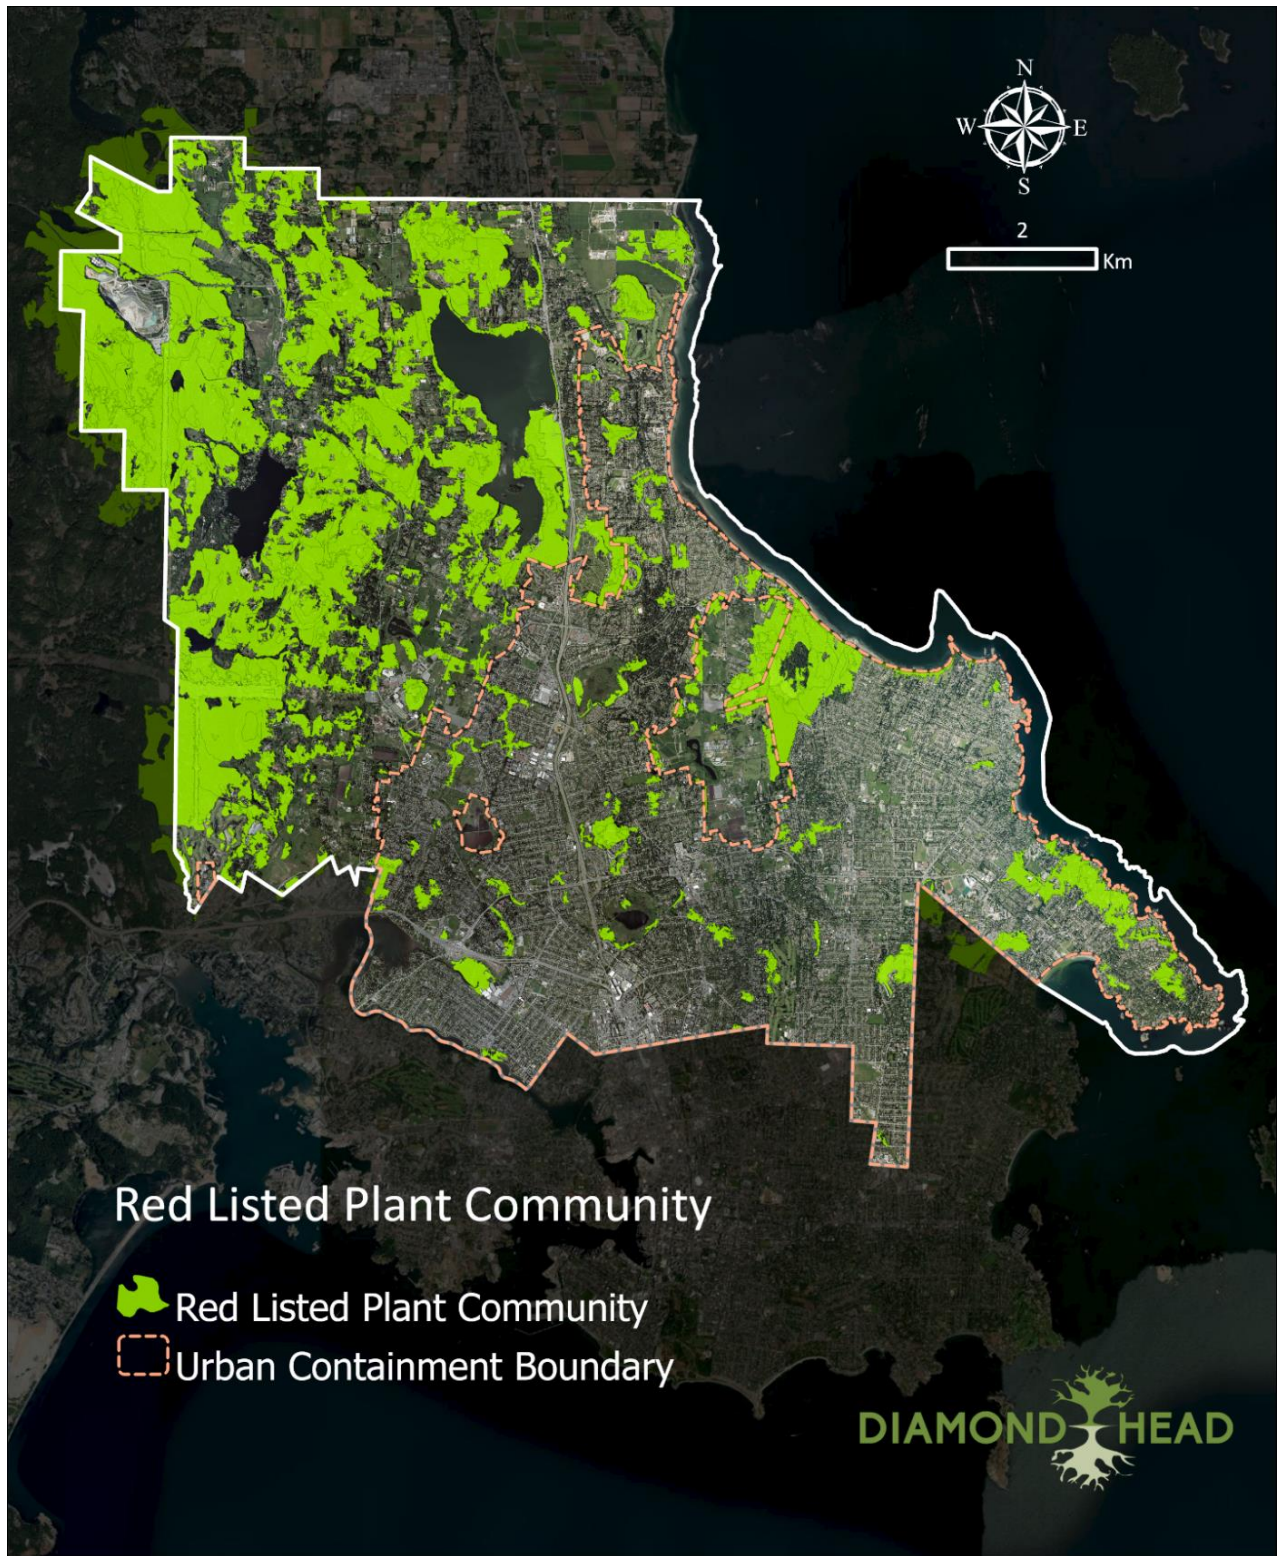 N
W E
S
2
Km
Red Listed Plant Community
Red Listed Plant Community
Urban Containment Boundary
DIAMOND HEAD